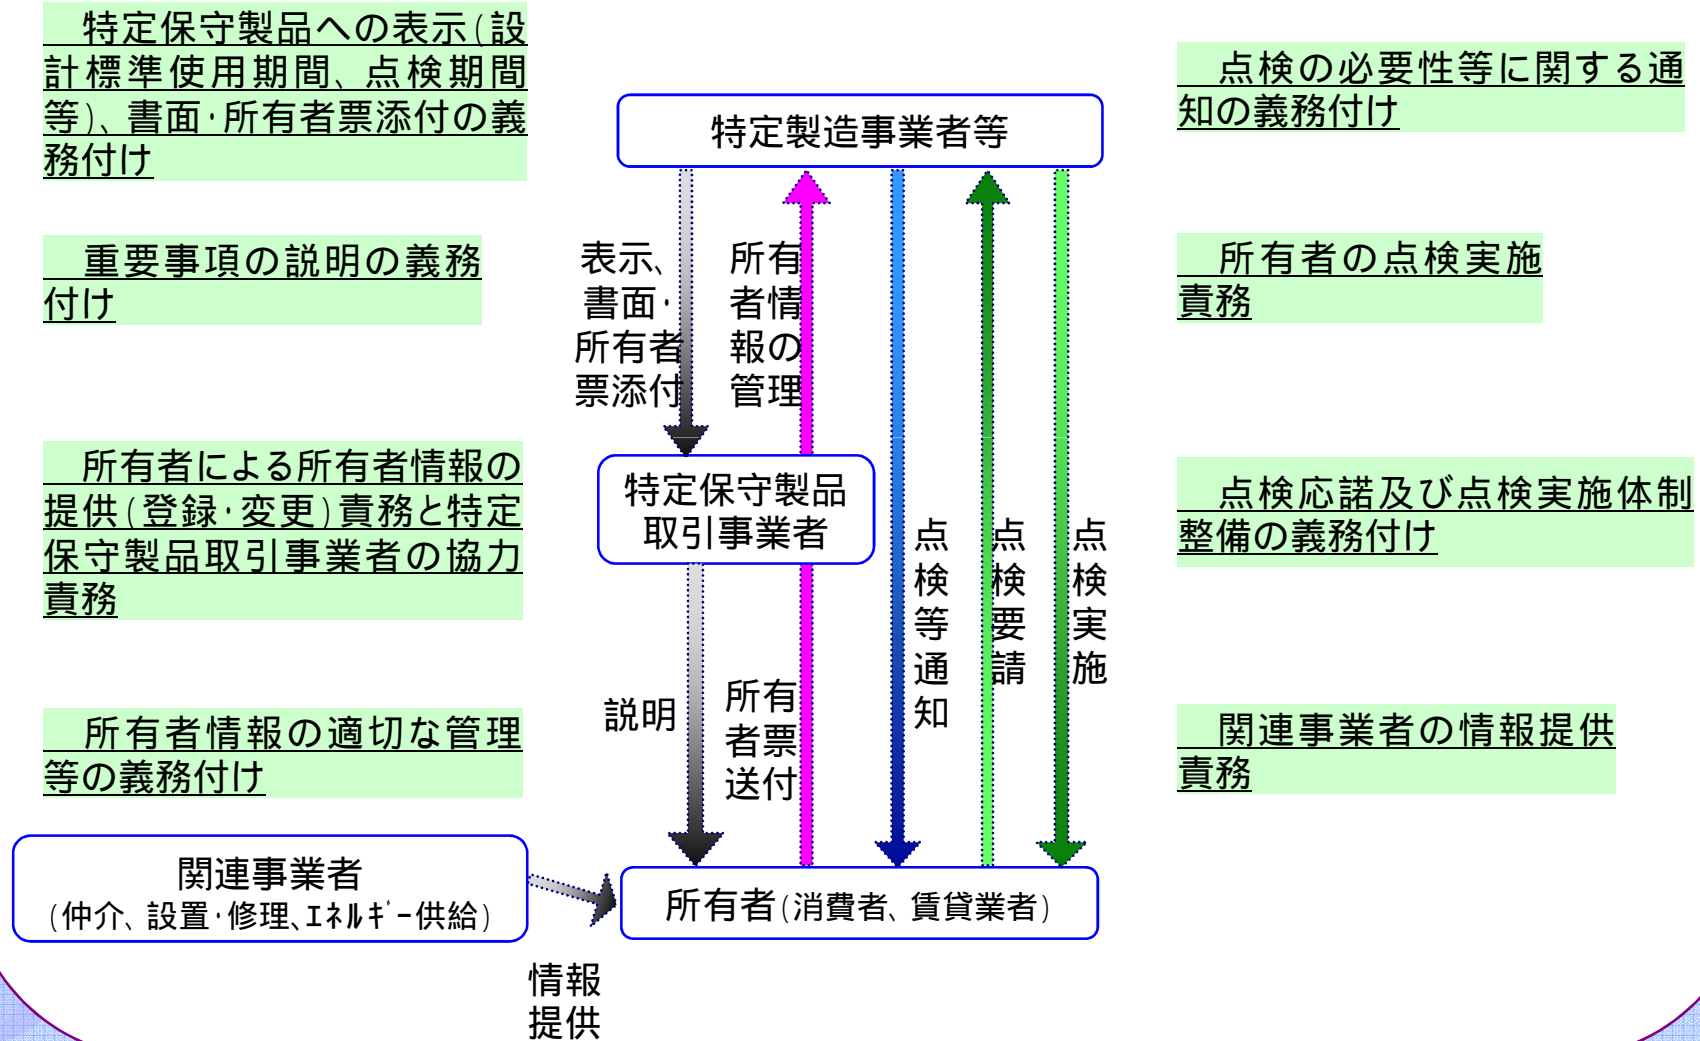 特定保守製品への表示(設
計標準使用期間、点検期間
等)、書面・所有者票添付の義
務付け
重要事項の説明の義務
付け
所有者による所有者情報の
提供(登録・変更)責務と特定
保守製品取引事業者の協力
責務
所有者情報の適切な管理
等の義務付け
特定製造事業者等
表示、
書面・
所有者
票添付
所有
者情
報の
管理
特定保守製品
取引事業者
説明
所有
者票
送付
点検等通知
点検要請
点検実施
関連事業者
(仲介、設置・修理、エネルギー供給)
所有者(消費者、賃貸業者)
情報
提供
点検の必要性等に関する通
知の義務付け
所有者の点検実施
責務
点検応諾及び点検実施体制
整備の義務付け
関連事業者の情報提供
責務